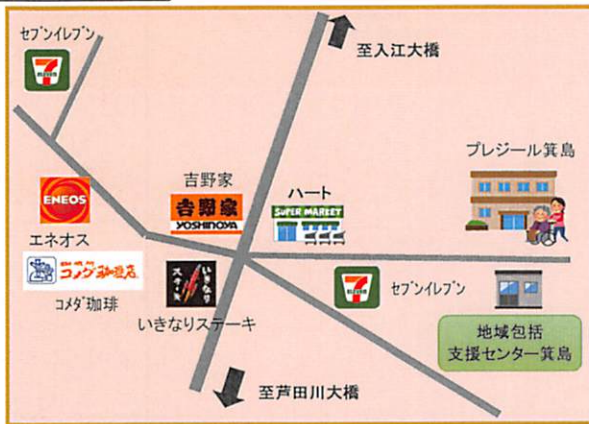 セブンイレブン
7
ELEVEN
至入江大橋
プレジール箕島
吉野家
吉野家
YOSHINOYA
ハート
SUPER MARKET
ENEOS
エネオス
コメダ珈琲店
コメダ珈琲
いきなり
ステーキ
いきなりステーキ
7
ELEVEN
セブンイレブン
地域包括
支援センター箕島
至芦田川大橋